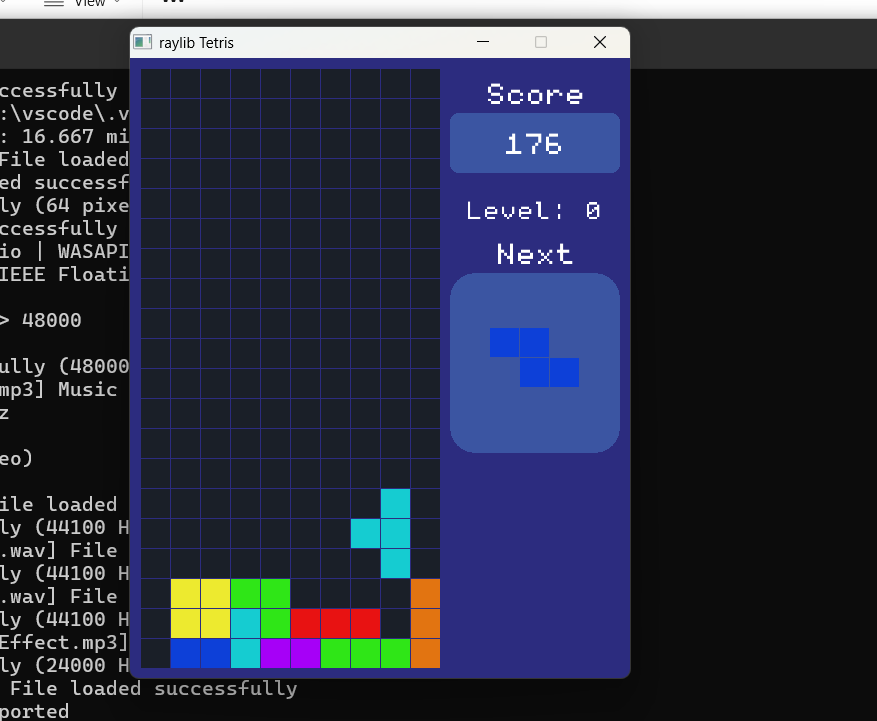 View
raylib Tetris
ccessfully
:\vscode\.v
: 16.667 mi
File loaded
ed successf
ly (64 pixe
ccessfully
io | WASAPI
IEEE Floati
> 48000
ully (48000
mp3] Music
z
eo)
ile loaded
ly (44100 H
.wav] File
ly (44100 H
.wav] File
ly (44100 H
Effect.mp3]
ly (24000 H
File loaded successfully
ported
Score
176
Level: 0
Next